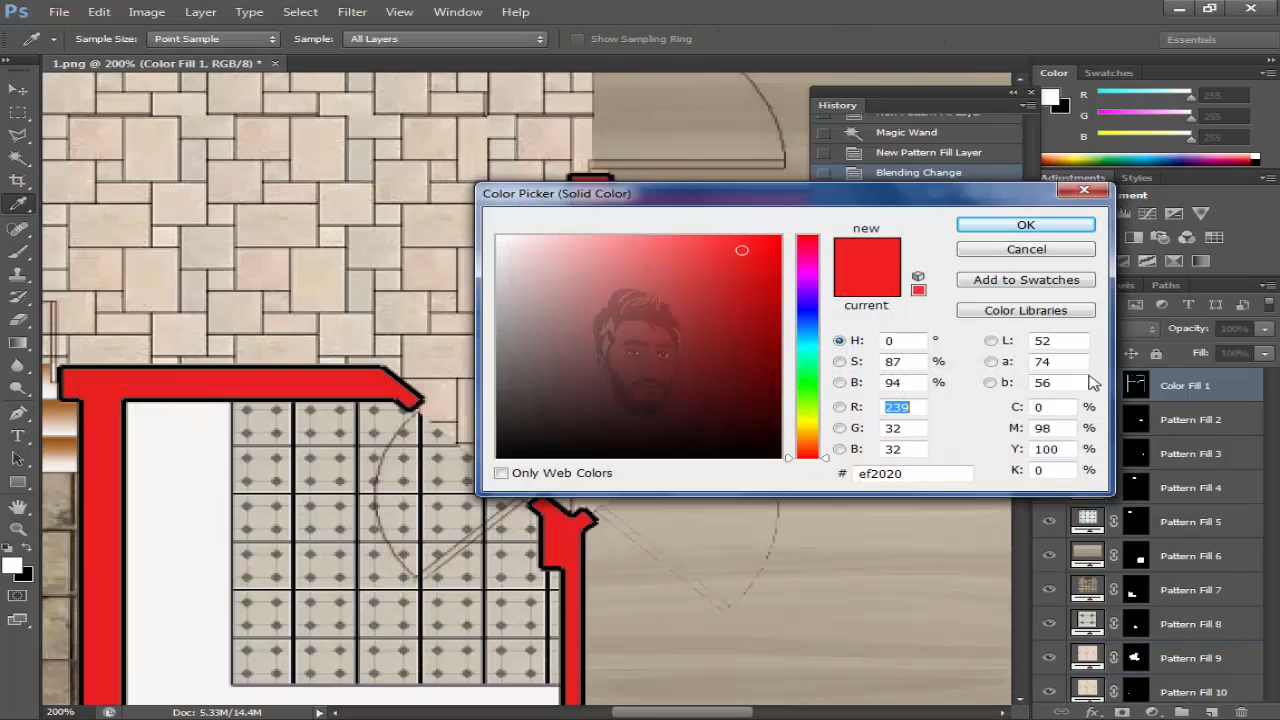 Ps File Edit Image Layer Type Select Filter View Window Help
Sample Size: Point Sample Sample: All Layers Show Sampling Ring Essentials
1.png @ 200% (Color Fill 1, RGB/8) * ×
Color Swatches
R 255
G 255
B 255
History
Magic Wand
New Pattern Fill Layer
Blending Change
Adjustments Styles
Color Picker (Solid Color)
new
current
OK
Cancel
Add to Swatches
Color Libraries
H: 0 °
S: 87 %
B: 94 %
R: 239
G: 32
B: 32
# ef2020
L: 52
a: 74
b: 56
C: 0 %
M: 98 %
Y: 100 %
K: 0 %
Only Web Colors
Paths
Opacity: 100%
Fill: 100%
Color Fill 1
Pattern Fill 2
Pattern Fill 3
Pattern Fill 4
Pattern Fill 5
Pattern Fill 6
Pattern Fill 7
Pattern Fill 8
Pattern Fill 9
Pattern Fill 10
200% Doc: 5.33M/14.4M